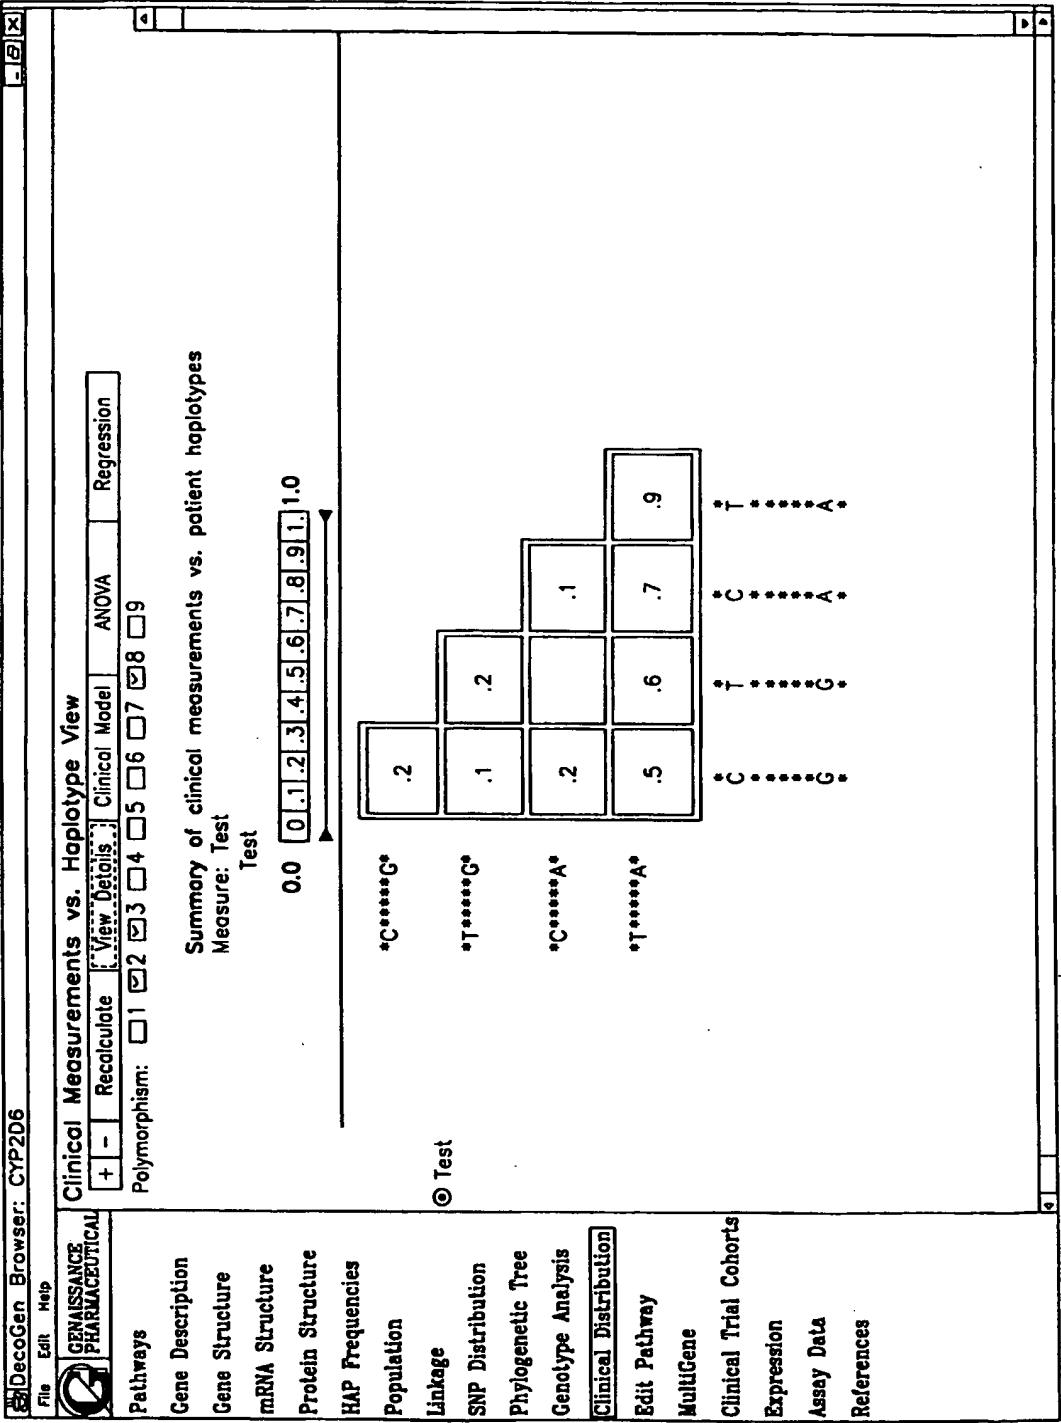 DecoGen Browser: CYP2D6
File Edit Help
GENAISSANCE
PHARMACEUTICAL
Pathways
Gene Description
Gene Structure
mRNA Structure
Protein Structure
HAP Frequencies
Population
Linkage
SNP Distribution
Phylogenetic Tree
Genotype Analysis
Clinical Distribution
Edit Pathway
MultiGene
Clinical Trial Cohorts
Expression
Assay Data
References
Clinical Measurements vs. Haplotype View
+ - Recalculate View Details Clinical Model ANOVA Regression
Polymorphism: 1 2 3 4 5 6 7 8 9
Summary of clinical measurements vs. patient haplotypes
Measure: Test
Test
0.0 0 .1 .2 .3 .4 .5 .6 .7 .8 .9 1. 1.0
Test
*C*****G* .2
*T*****G* .1 .2
*C*****A* .2 .1
*T*****A* .5 .6 .7 .9
*C*****G* *T*****G* *C*****A* *T*****A*